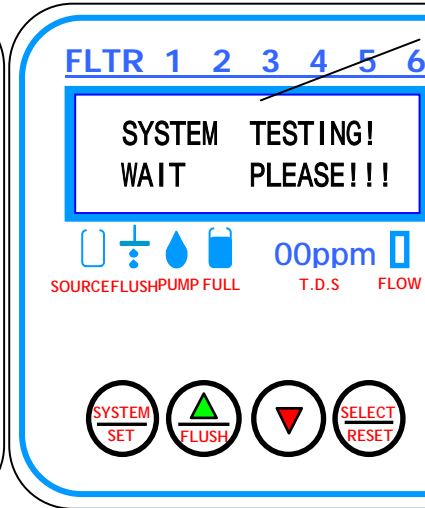 FLTR 1 2 3 4 5 6
SYSTEM TESTING!
WAIT PLEASE!!!
00ppm
SOURCE FLUSH PUMP FULL T.D.S FLOW
SYSTEM SET
FLUSH
SELECT RESET